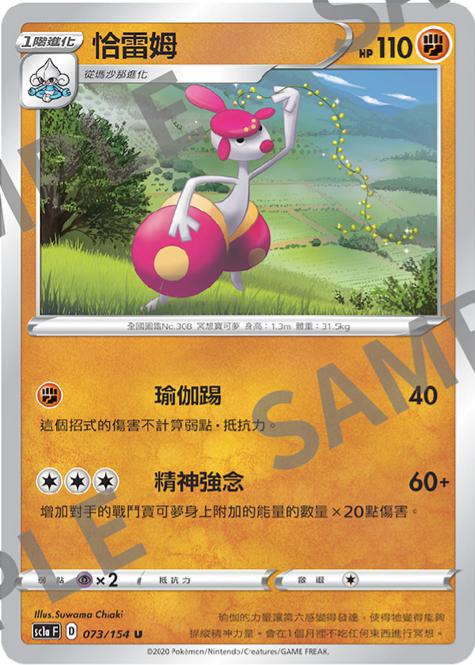 1階進化 恰雷姆 HP 110
從瑪沙那進化
全國圖鑑No.308 冥想寶可夢 身高：1.3m 體重：31.5kg
瑜伽踢 40
這個招式的傷害不計算弱點・抵抗力。
精神強念 60+
增加對手的戰鬥寶可夢身上附加的能量的數量×20點傷害。
弱點 ×2 抵抗力 撤退
Illus.Suwama Chiaki
sc1a F D 073/154 U
瑜伽的力量讓第六感變得發達，使得牠變得能夠
操縱精神力量。會在1個月裡不吃任何東西進行冥想。
©2020 Pokémon/Nintendo/Creatures/GAME FREAK.
SAMPLE
SAMPLE
SAMPLE